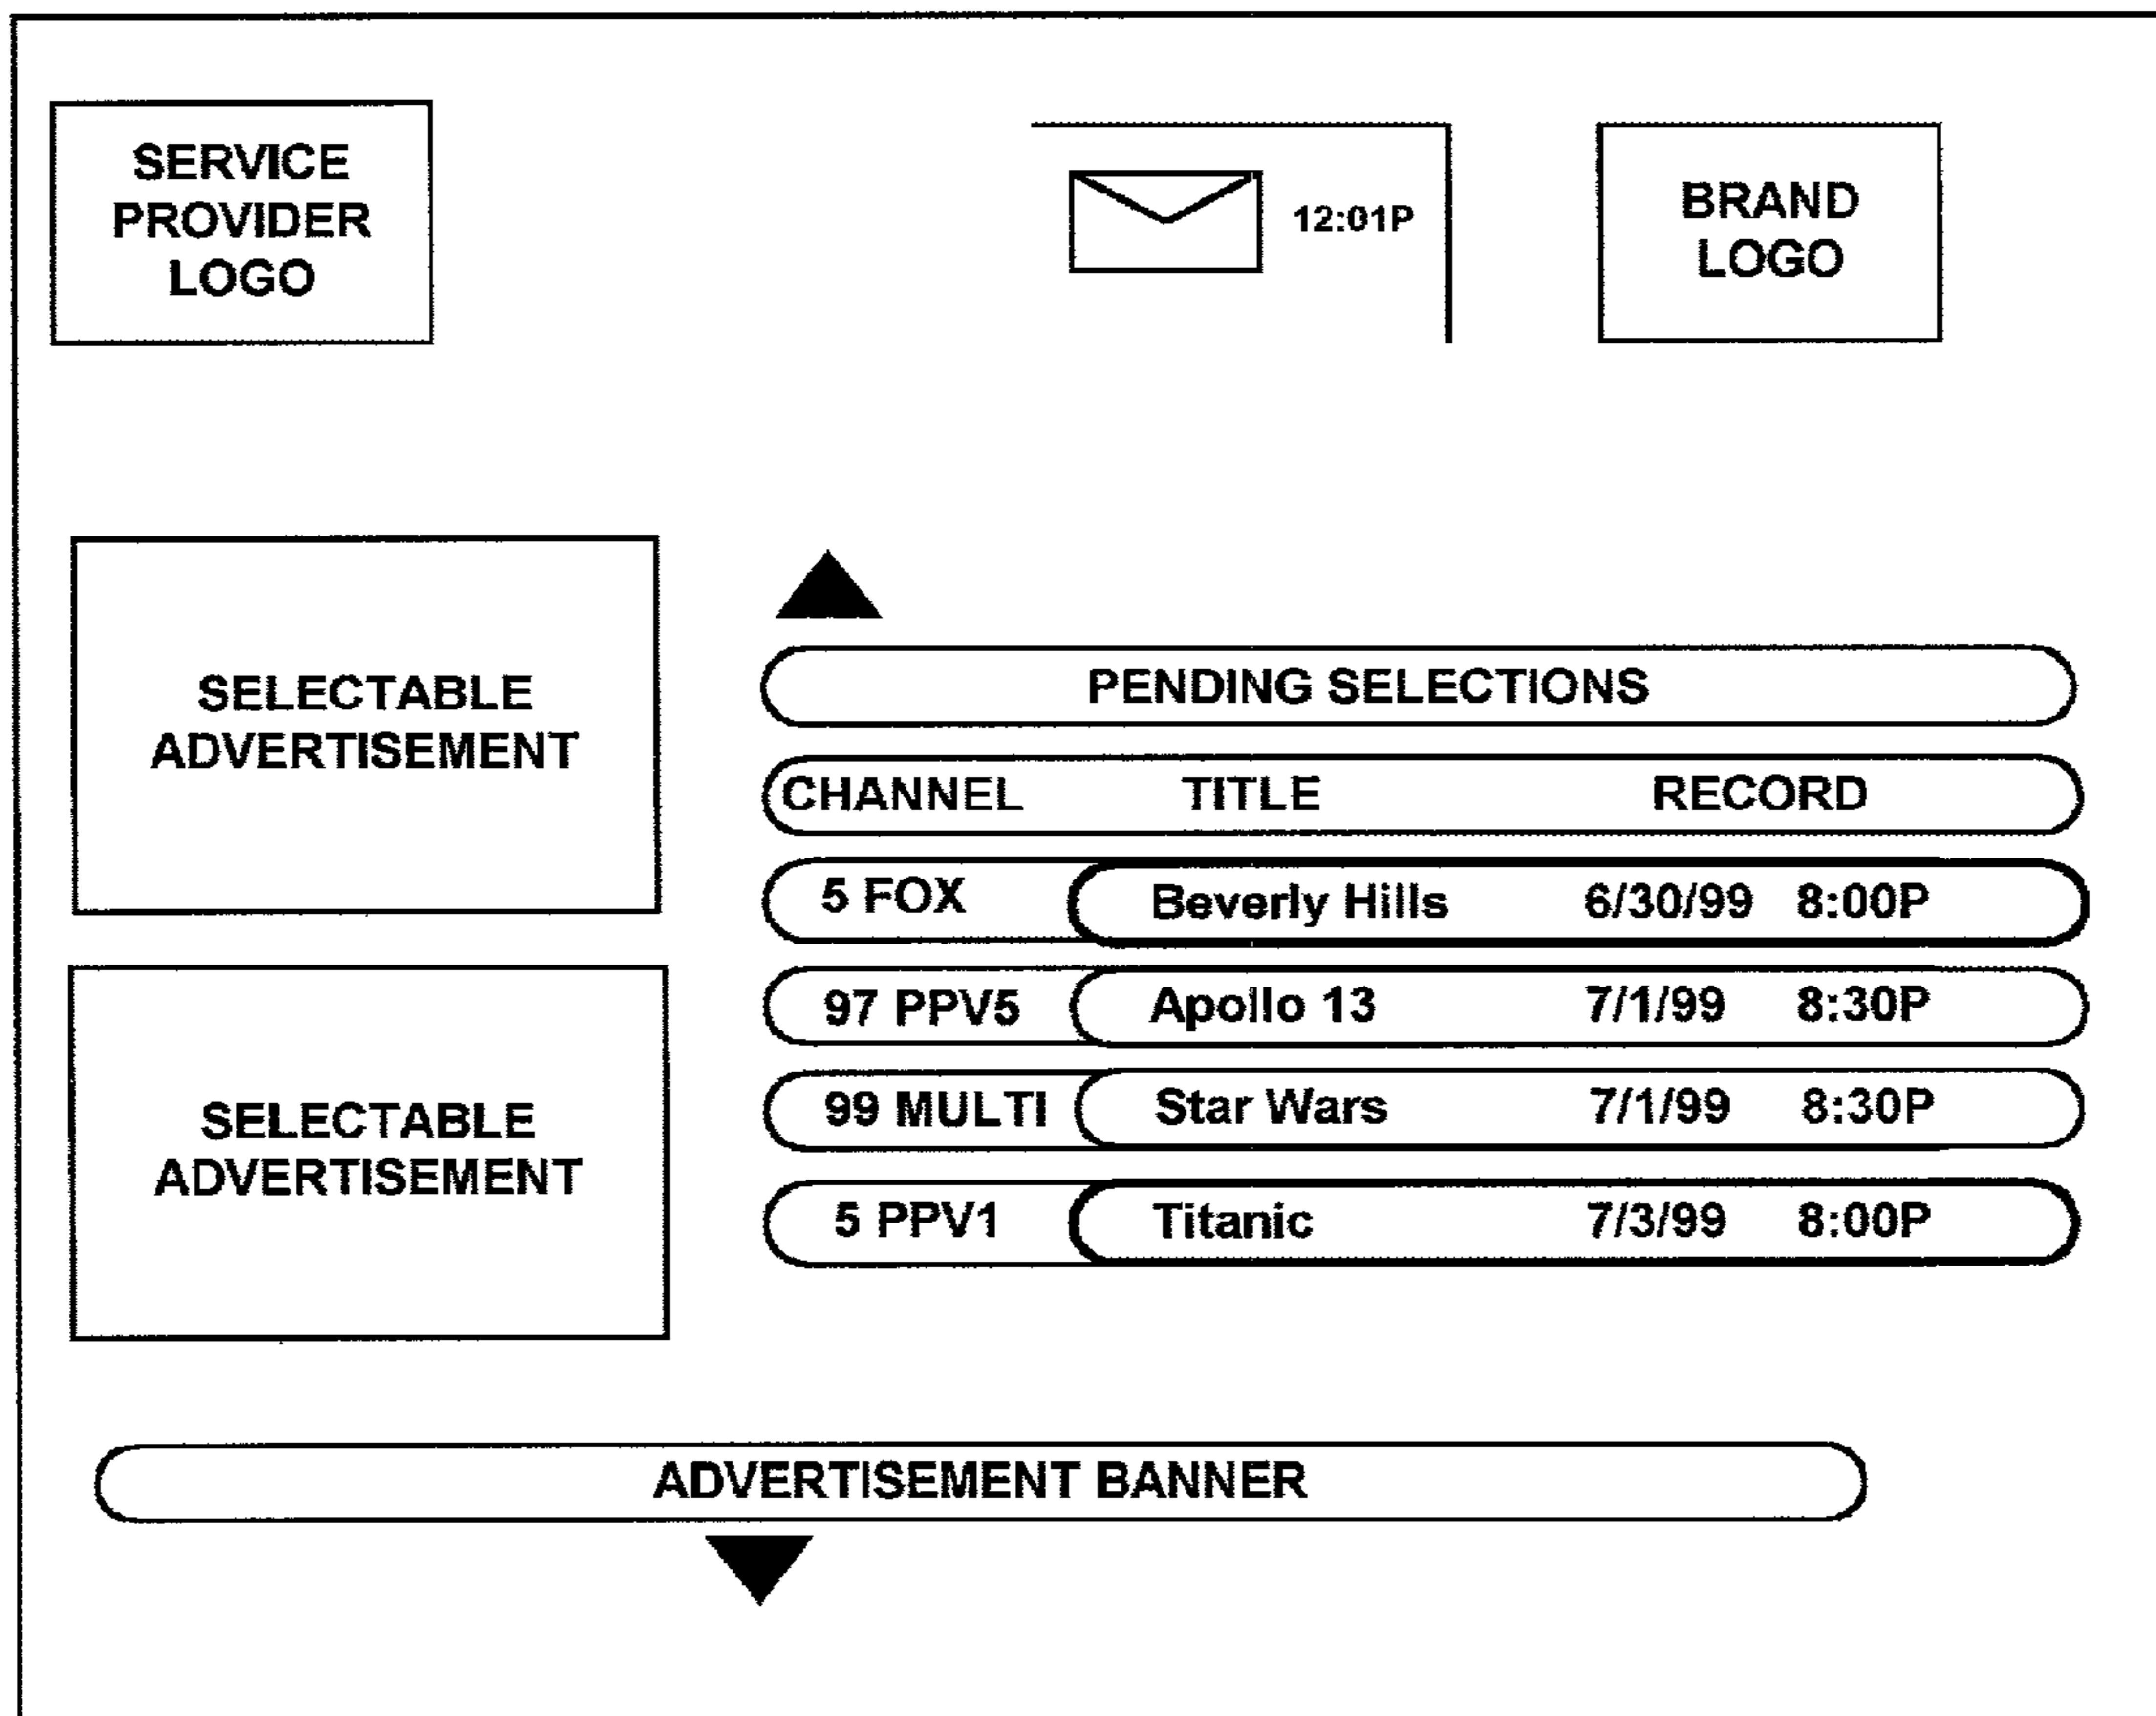 SERVICE
PROVIDER
LOGO
12:01P
BRAND
LOGO
SELECTABLE
ADVERTISEMENT
SELECTABLE
ADVERTISEMENT
PENDING SELECTIONS
CHANNEL TITLE RECORD
5 FOX Beverly Hills 6/30/99 8:00P
97 PPV5 Apollo 13 7/1/99 8:30P
99 MULTI Star Wars 7/1/99 8:30P
5 PPV1 Titanic 7/3/99 8:00P
ADVERTISEMENT BANNER